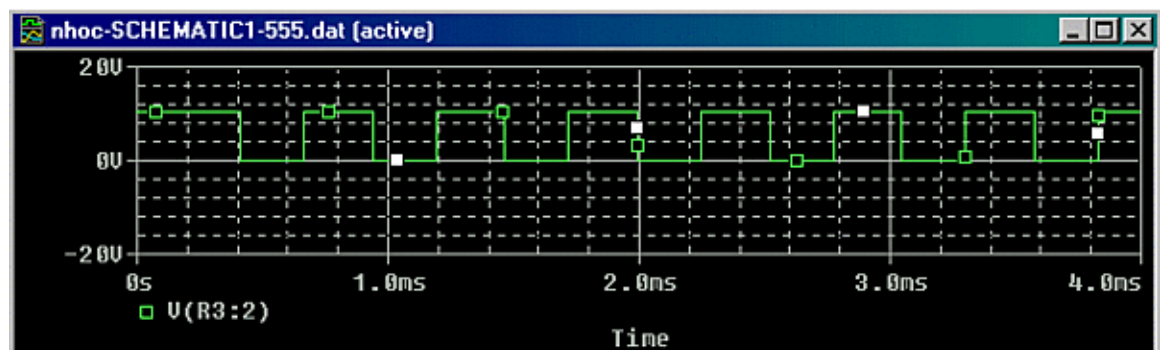 nhoc-SCHEMATIC1-555.dat (active)
20V
0V
-20V
0s 1.0ms 2.0ms 3.0ms 4.0ms
V(R3:2)
Time